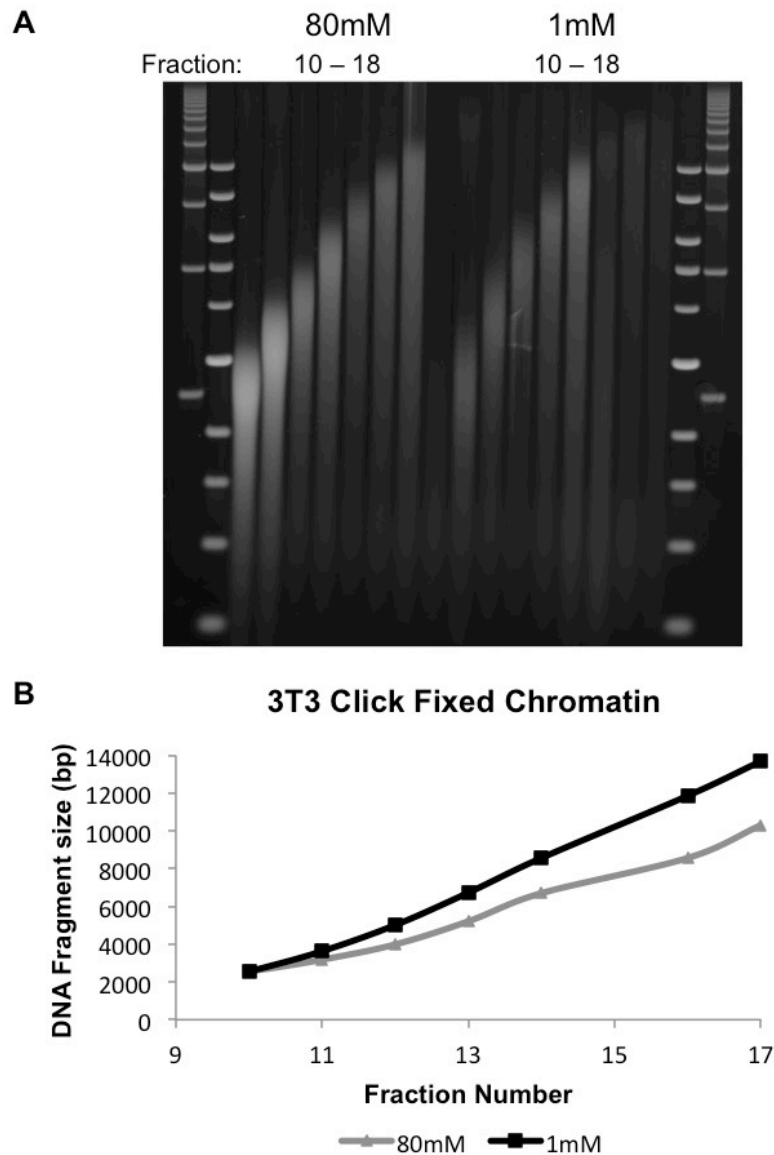 A
80mM 1mM
Fraction: 10 – 18 10 – 18
B
3T3 Click Fixed Chromatin
DNA Fragment size (bp)
14000
12000
10000
8000
6000
4000
2000
0
9 11 13 15 17
Fraction Number
80mM 1mM